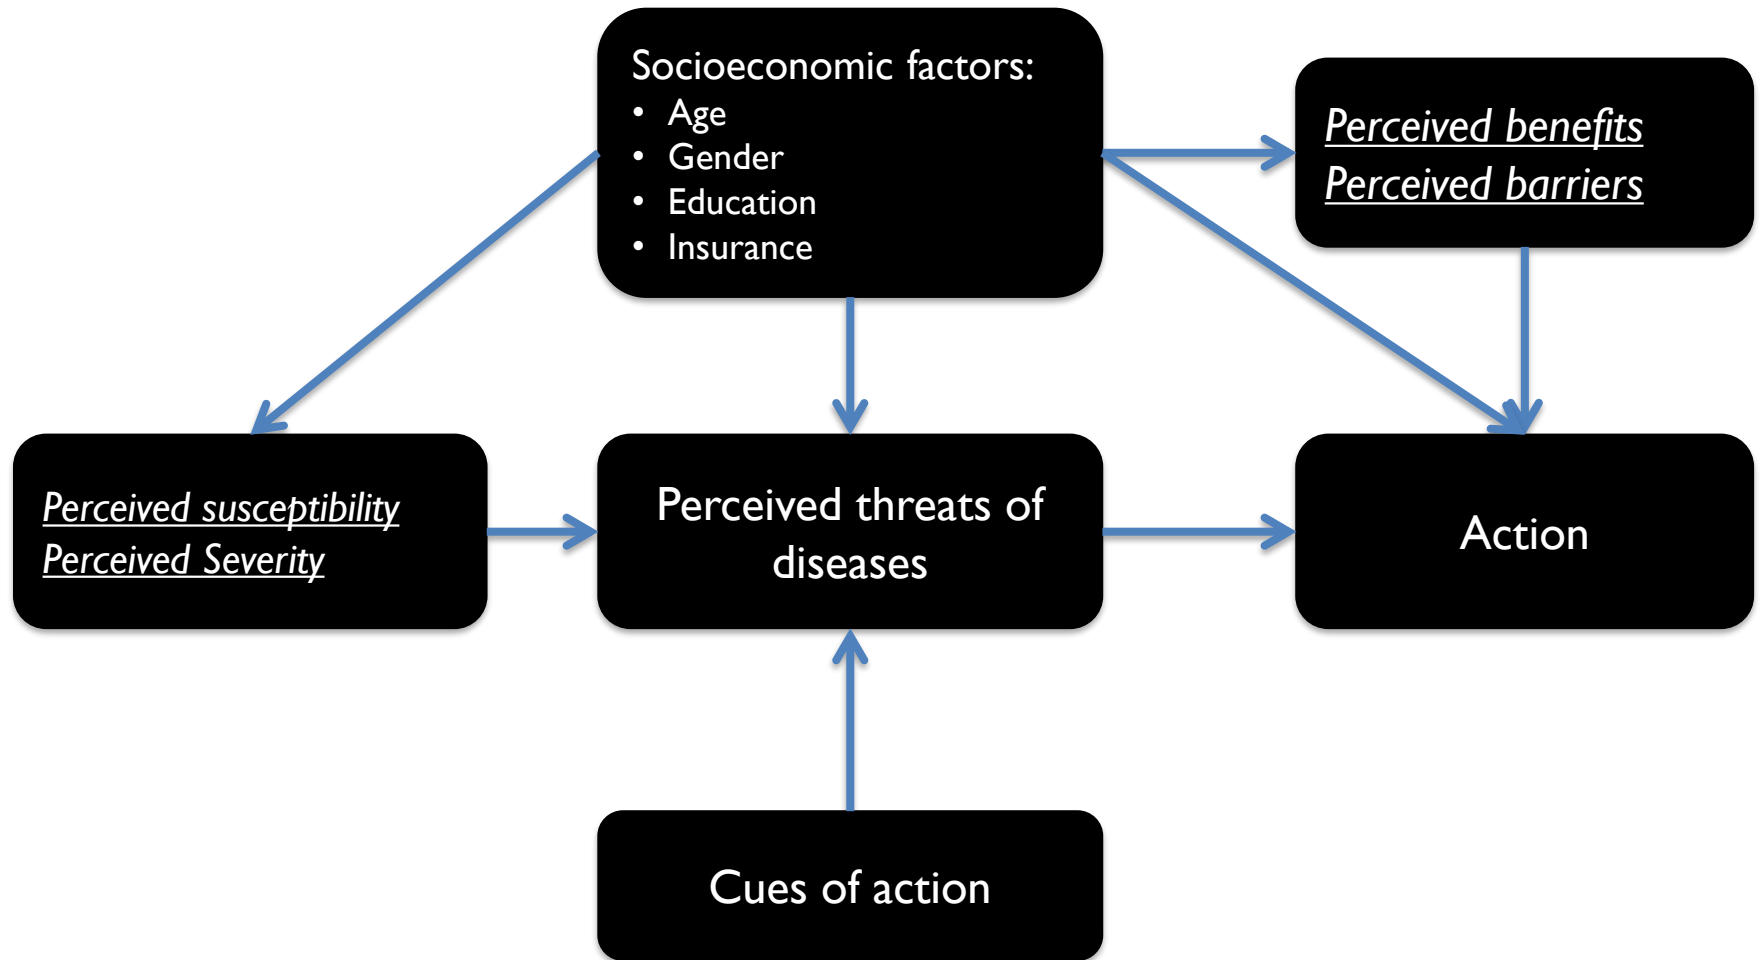 Socioeconomic factors:
• Age
• Gender
• Education
• Insurance
Perceived benefits
Perceived barriers
Perceived susceptibility
Perceived Severity
Perceived threats of
diseases
Action
Cues of action